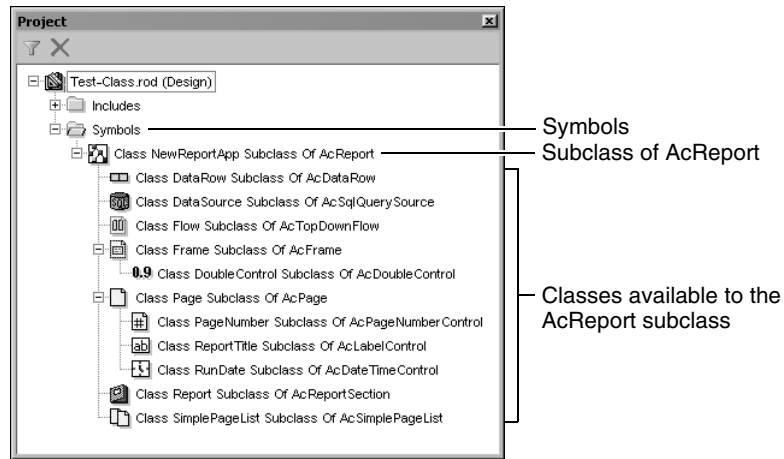 Project
Test-Class.rod (Design)
Includes
Symbols
Class NewReportApp Subclass Of AcReport
Class DataRow Subclass Of AcDataRow
Class DataSource Subclass Of AcSqlQuerySource
Class Flow Subclass Of AcTopDownFlow
Class Frame Subclass Of AcFrame
0.9 Class DoubleControl Subclass Of AcDoubleControl
Class Page Subclass Of AcPage
# Class PageNumber Subclass Of AcPageNumberControl
ab Class ReportTitle Subclass Of AcLabelControl
Class RunDate Subclass Of AcDateTimeControl
Class Report Subclass Of AcReportSection
Class SimplePageList Subclass Of AcSimplePageList
Symbols
Subclass of AcReport
Classes available to the
AcReport subclass